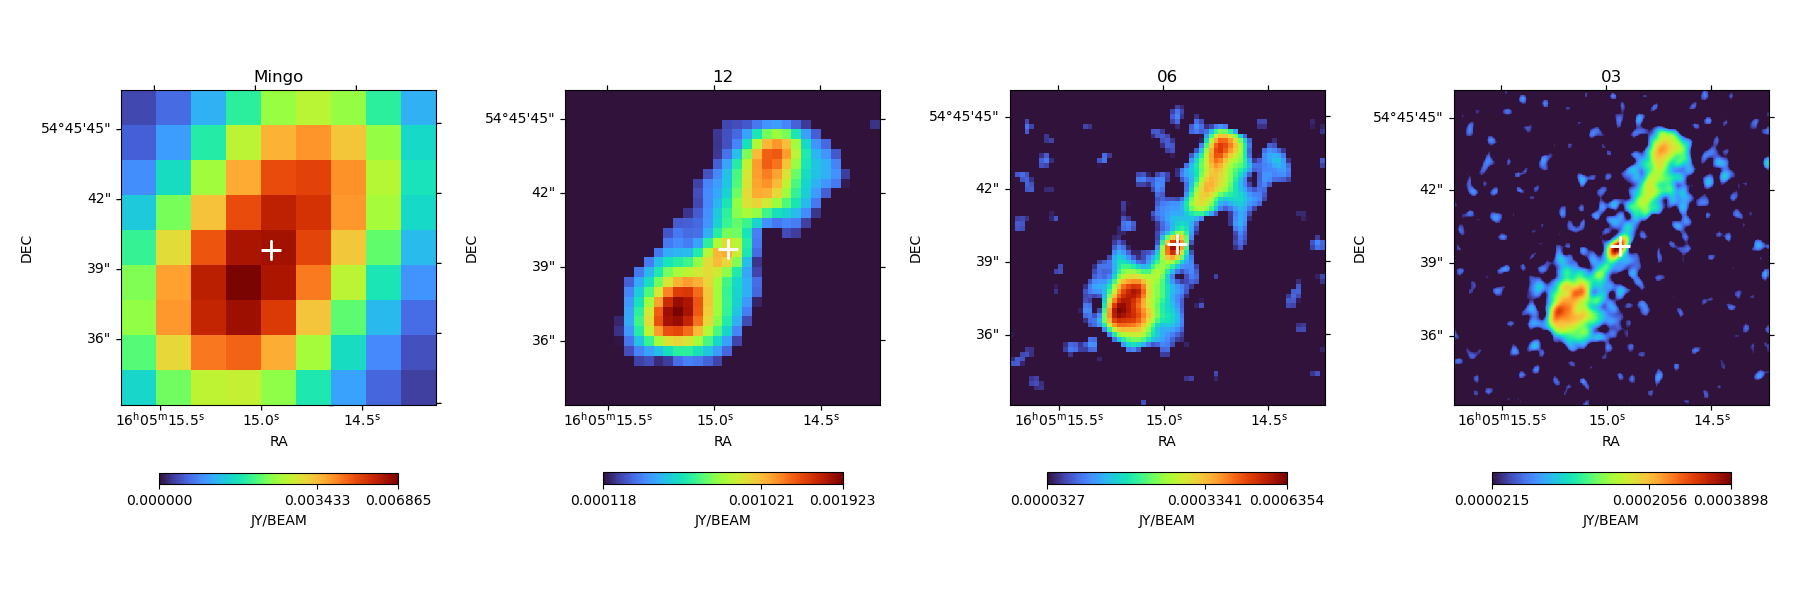 Mingo
DEC
54°45'45"
42"
39"
36"
16ʰ05ᵐ15.5ˢ
15.0ˢ
14.5ˢ
RA
0.0000000
0.003433
0.006865
JY/BEAM
12
DEC
54°45'45"
42"
39"
36"
16ʰ05ᵐ15.5ˢ
15.0ˢ
14.5ˢ
RA
0.000118
0.001021
0.001923
JY/BEAM
06
DEC
54°45'45"
42"
39"
36"
16ʰ05ᵐ15.5ˢ
15.0ˢ
14.5ˢ
RA
0.0000327
0.0003341
0.0006354
JY/BEAM
03
DEC
54°45'45"
42"
39"
36"
16ʰ05ᵐ15.5ˢ
15.0ˢ
14.5ˢ
RA
0.0000215
0.0002056
0.0003898
JY/BEAM